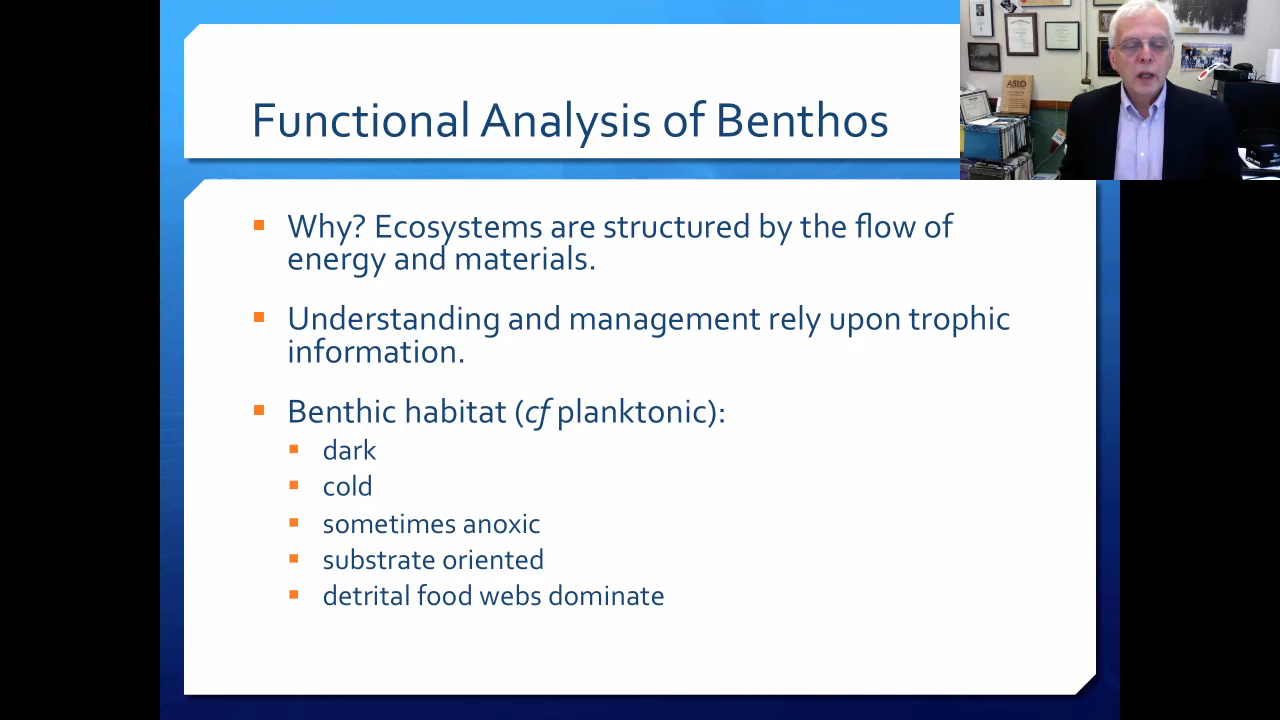 Functional Analysis of Benthos
ASLO
Why? Ecosystems are structured by the flow of
energy and materials.
Understanding and management rely upon trophic
information.
Benthic habitat (cf planktonic):
dark
cold
sometimes anoxic
substrate oriented
detrital food webs dominate